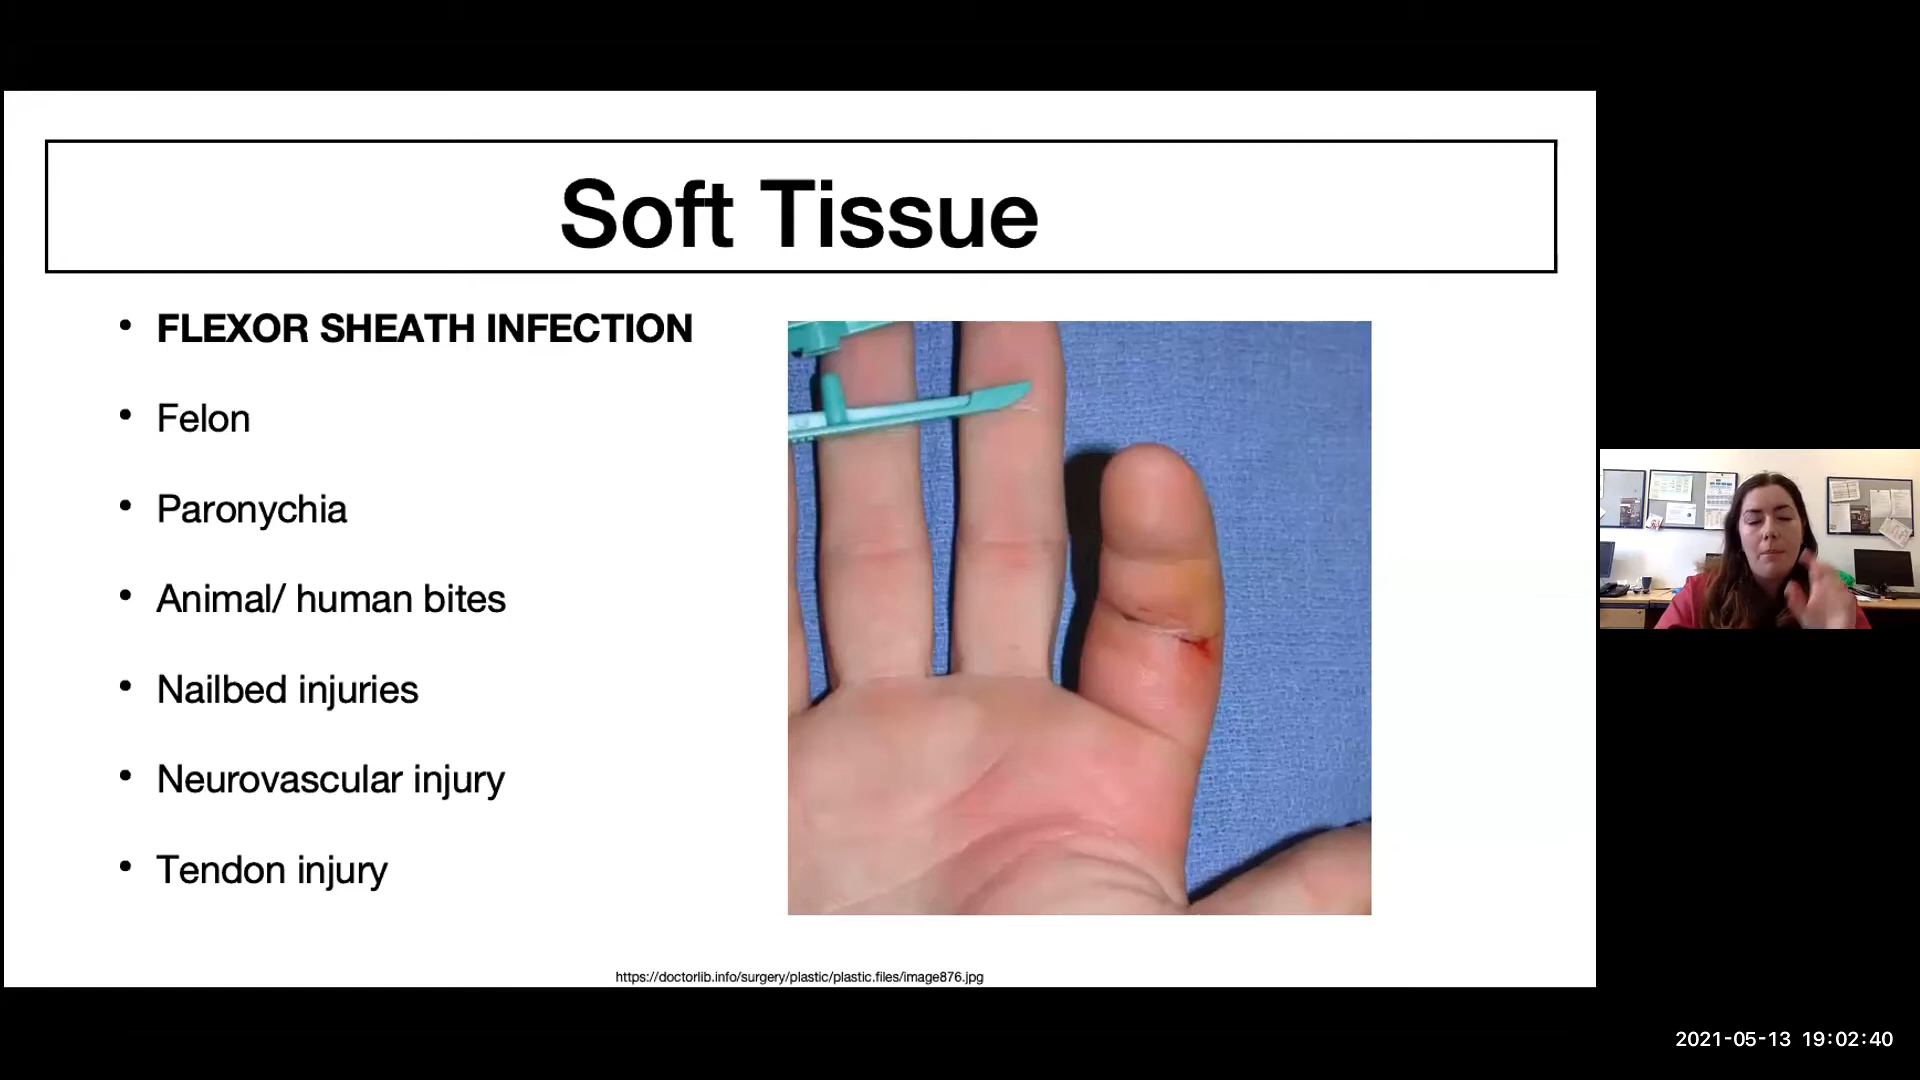 Soft Tissue
• FLEXOR SHEATH INFECTION
• Felon
• Paronychia
• Animal/ human bites
• Nailbed injuries
• Neurovascular injury
• Tendon injury
https://doctorlib.info/surgery/plastic/plastic.files/image876.jpg
2021-05-13 19:02:40